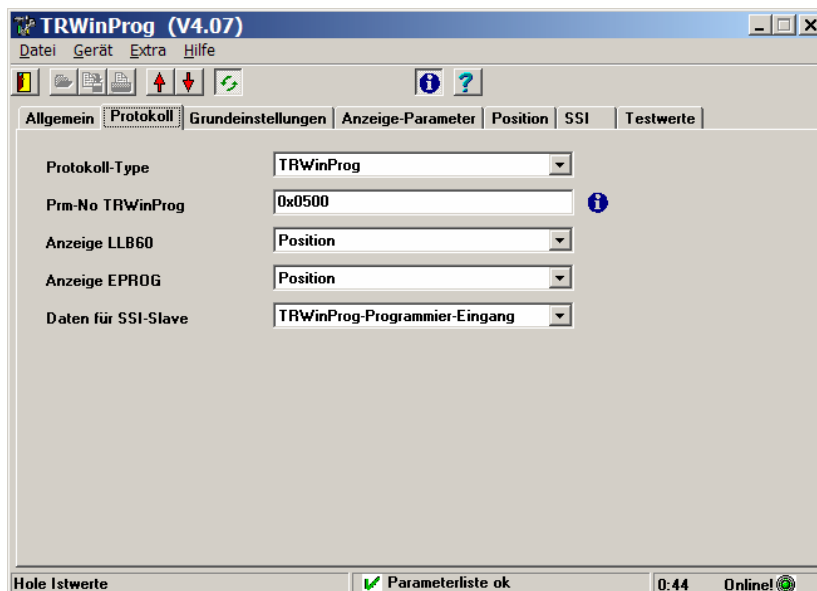 TRWinProg (V4.07)
Datei Gerät Extra Hilfe
Allgemein Protokoll Grundeinstellungen Anzeige-Parameter Position SSI Testwerte
Protokoll-Type TRWinProg
Prm-No TRWinProg 0x0500
Anzeige LLB60 Position
Anzeige EPROG Position
Daten für SSI-Slave TRWinProg-Programmier-Eingang
Hole Istwerte Parameterliste ok 0:44 Online!